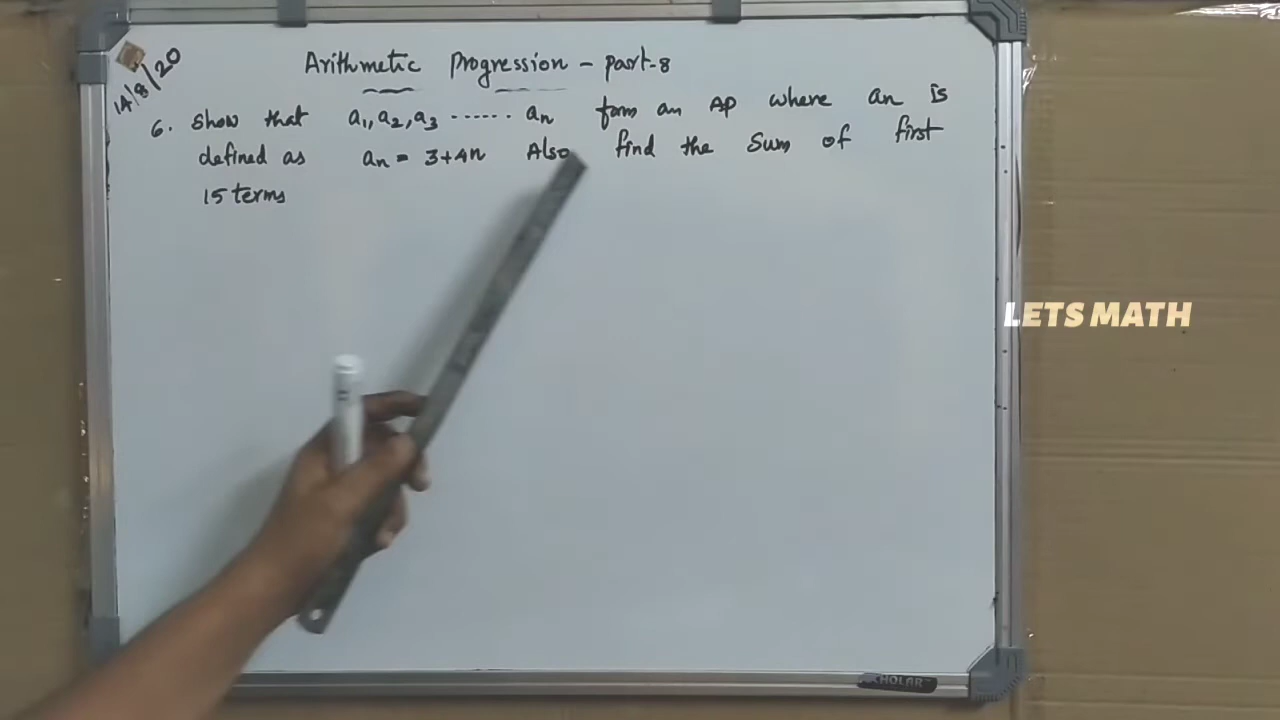 14/8/20
Arithmetic Progression - part-8
6. Show that a1, a2, a3 ...... an form an AP where an is
defined as an = 3+4n Also find the Sum of first
15 terms
LETS MATH
SCHOLAR